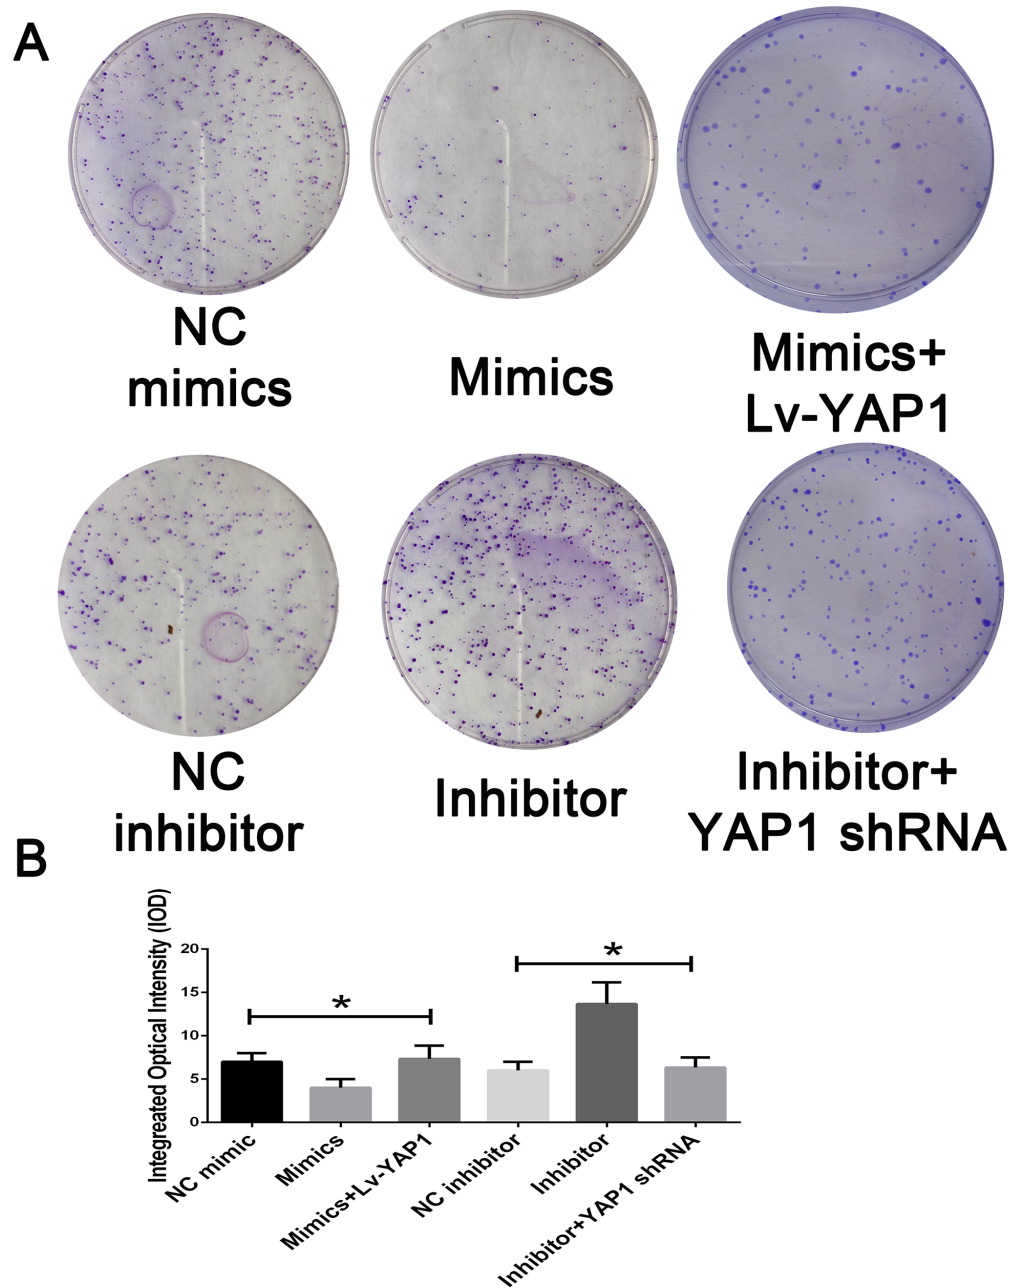 A
NC
mimics
Mimics
Mimics+
Lv-YAP1
NC
inhibitor
Inhibitor
Inhibitor+
YAP1 shRNA
B
Integreated Optical Intensity (IOD)
20
15
10
5
0
*
*
NC mimic
Mimics
Mimics+Lv-YAP1
NC inhibitor
Inhibitor
Inhibitor+YAP1 shRNA